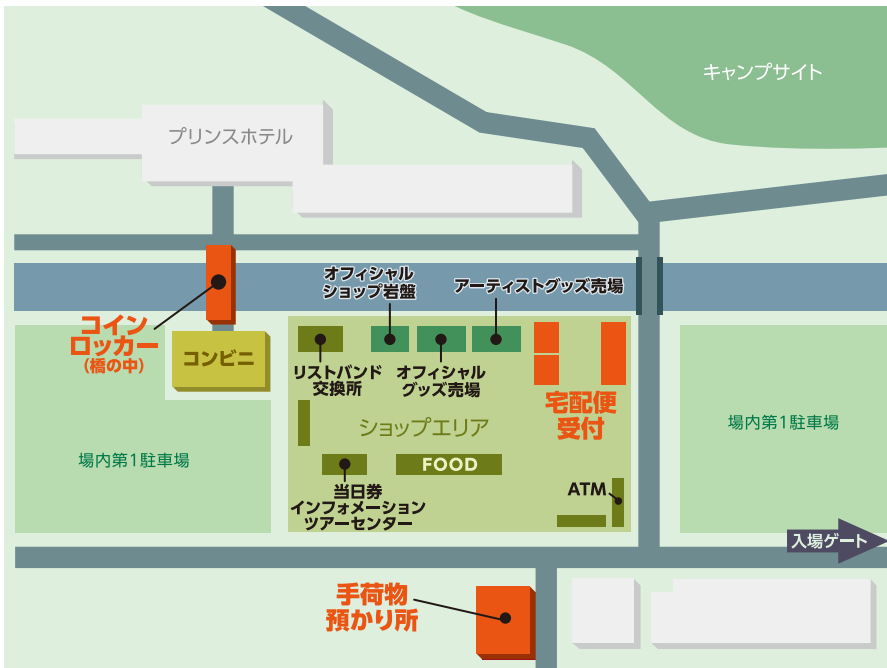 キャンプサイト
プリンスホテル
オフィシャル
ショップ岩盤
アーティストグッズ売場
コイン
ロッカー
(橋の中)
コンビニ
リストバンド
交換所
オフィシャル
グッズ売場
宅配便
受付
ショップエリア
場内第1駐車場
場内第1駐車場
FOOD
当日券
インフォメーション
ツアーセンター
ATM
入場ゲート
手荷物
預かり所